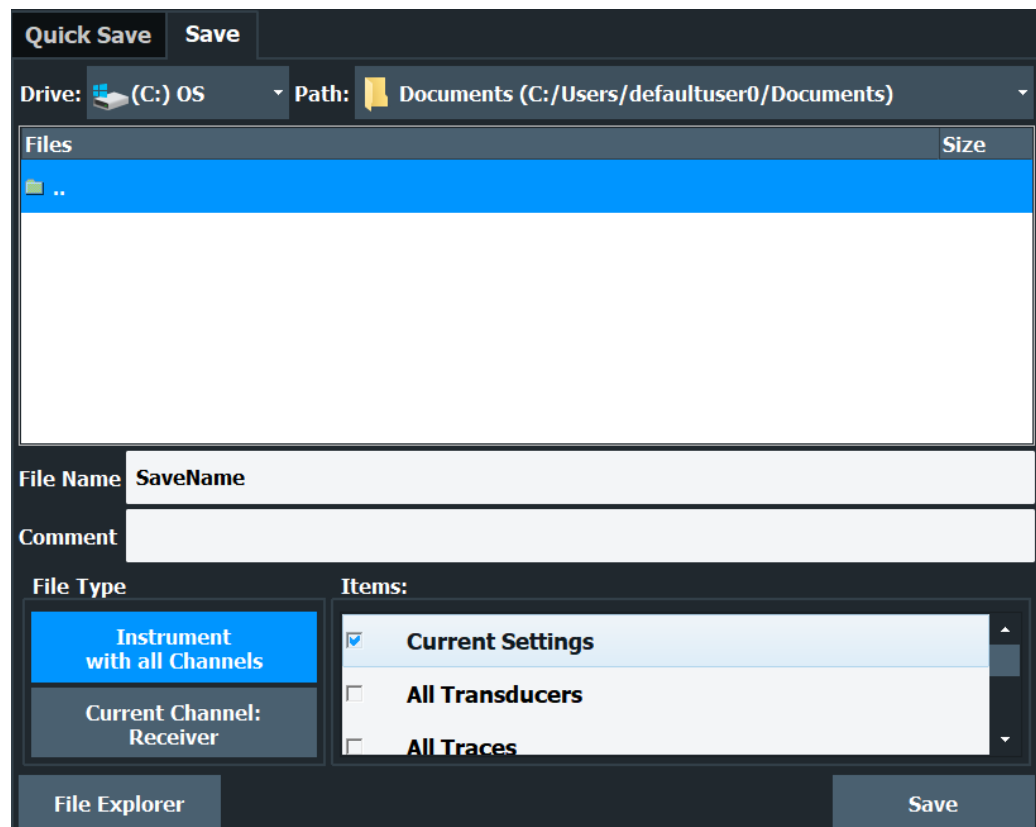 Quick Save Save
Drive: (C:) OS Path: Documents (C:/Users/defaultuser0/Documents)
Files Size
..
File Name SaveName
Comment
File Type Items:
Instrument
with all Channels
Current Settings
All Transducers
Current Channel:
Receiver
All Traces
File Explorer Save